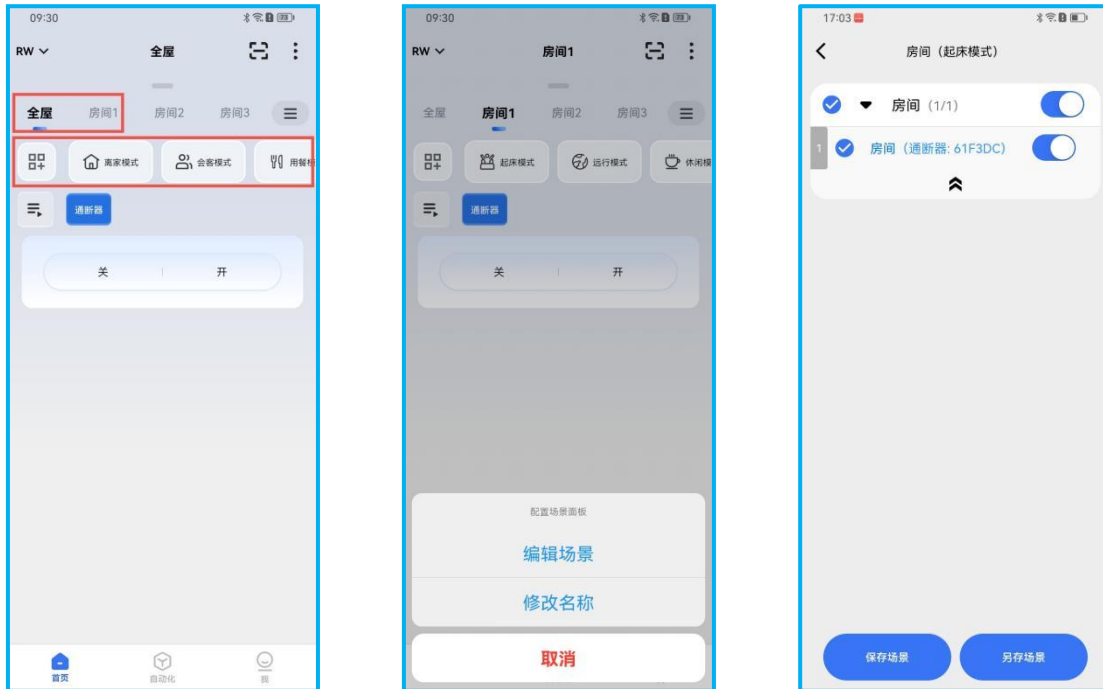 09:30
RW
全屋
全屋 房间1 房间2 房间3
离家模式 会客模式
通断器
关 开
首页 自动化 我
09:30
RW
房间1
全屋 房间1 房间2 房间3
起床模式 远行模式 休闲模
通断器
关 开
配置场景面板
编辑场景
修改名称
取消
17:03
房间（起床模式）
房间 (1/1)
1 房间（通断器: 61F3DC）
保存场景 另存场景